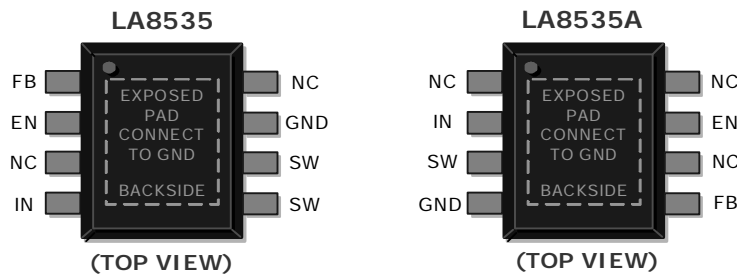 LA8535
FB
EN
NC
IN
EXPOSED
PAD
CONNECT
TO GND
BACKSIDE
NC
GND
SW
SW
(TOP VIEW)
LA8535A
NC
IN
SW
GND
EXPOSED
PAD
CONNECT
TO GND
BACKSIDE
NC
EN
NC
FB
(TOP VIEW)